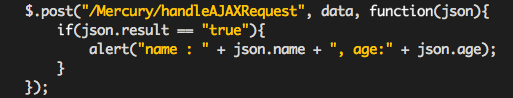 $.post("/Mercury/handleAJAXRequest", data, function(json){
    if(json.result == "true"){
        alert("name : " + json.name + ", age:" + json.age);
    }
});